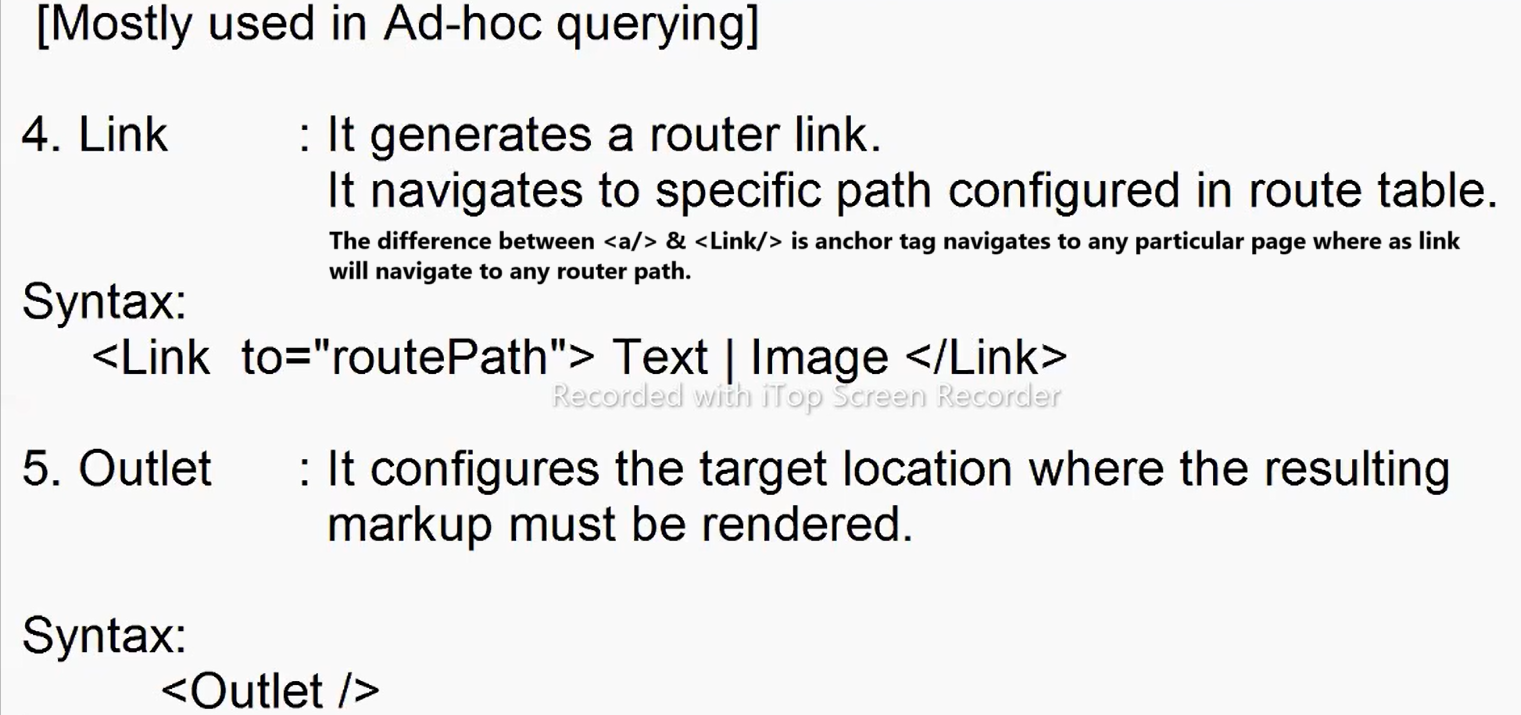 [Mostly used in Ad-hoc querying]
4. Link : It generates a router link.
It navigates to specific path configured in route table.
The difference between <a/> & <Link/> is anchor tag navigates to any particular page where as link
will navigate to any router path.
Syntax:
<Link to="routePath"> Text | Image </Link>
Recorded with iTop Screen Recorder
5. Outlet : It configures the target location where the resulting
markup must be rendered.
Syntax:
<Outlet />